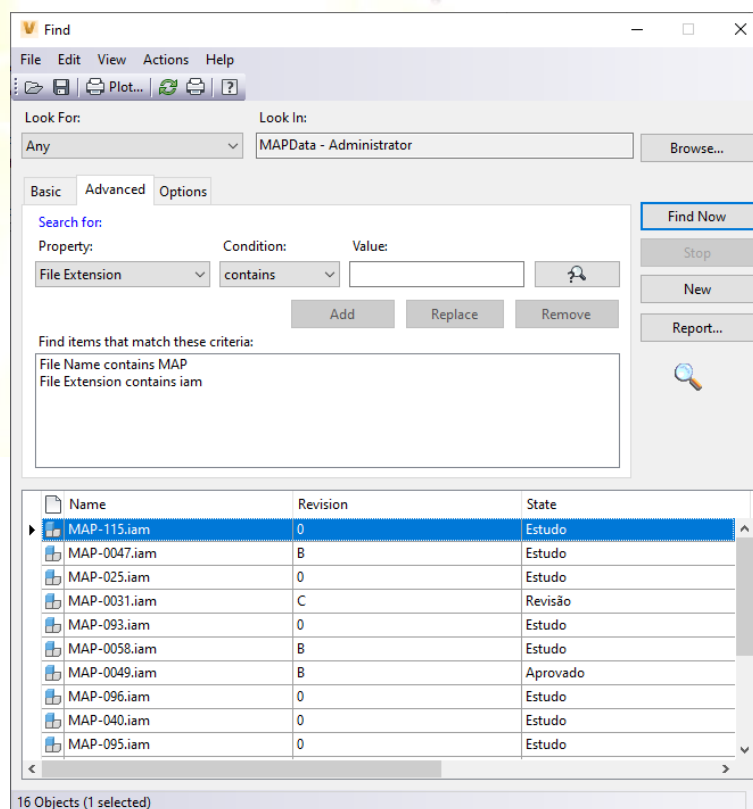 Find
File Edit View Actions Help
Plot...
Look For: Look In:
Any MAPData - Administrator Browse...
Basic Advanced Options
Search for: Find Now
Property: Condition: Value:
Stop
File Extension contains
New
Add Replace Remove
Report...
Find items that match these criteria:
File Name contains MAP
File Extension contains iam
Name Revision State
MAP-115.iam 0 Estudo
MAP-0047.iam B Estudo
MAP-025.iam 0 Estudo
MAP-0031.iam C Revisão
MAP-093.iam 0 Estudo
MAP-0058.iam B Estudo
MAP-0049.iam B Aprovado
MAP-096.iam 0 Estudo
MAP-040.iam 0 Estudo
MAP-095.iam 0 Estudo
16 Objects (1 selected)